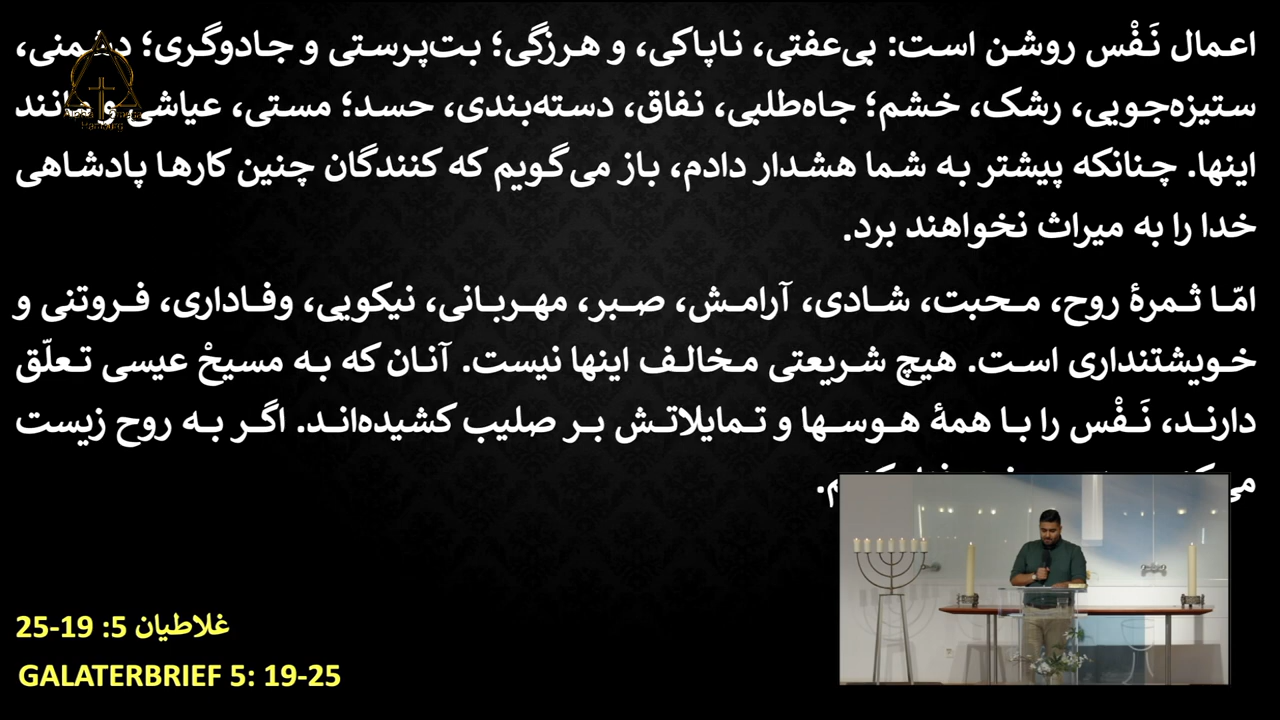 اعمال نَفْس روشن است: بی‌عفتی، ناپاکی، و هرزگی؛ بت‌پرستی و جادوگری؛ دشمنی،
ستیزه‌جویی، رشک، خشم؛ جاه‌طلبی، نفاق، دسته‌بندی، حسد؛ مستی، عیاشی و مانند
اینها. چنانکه پیشتر به شما هشدار دادم، باز می‌گویم که کنندگان چنین کارها پادشاهی
خدا را به میراث نخواهند برد.
امّا ثمرهٔ روح، محبت، شادی، آرامش، صبر، مهربانی، نیکویی، وفاداری، فروتنی و
خویشتنداری است. هیچ شریعتی مخالف اینها نیست. آنان که به مسیحْ عیسی تعلّق
دارند، نَفْس را با همهٔ هوسها و تمایلاتش بر صلیب کشیده‌اند. اگر به روح زیست
غلاطیان 5: 19-25
GALATERBRIEF 5: 19-25